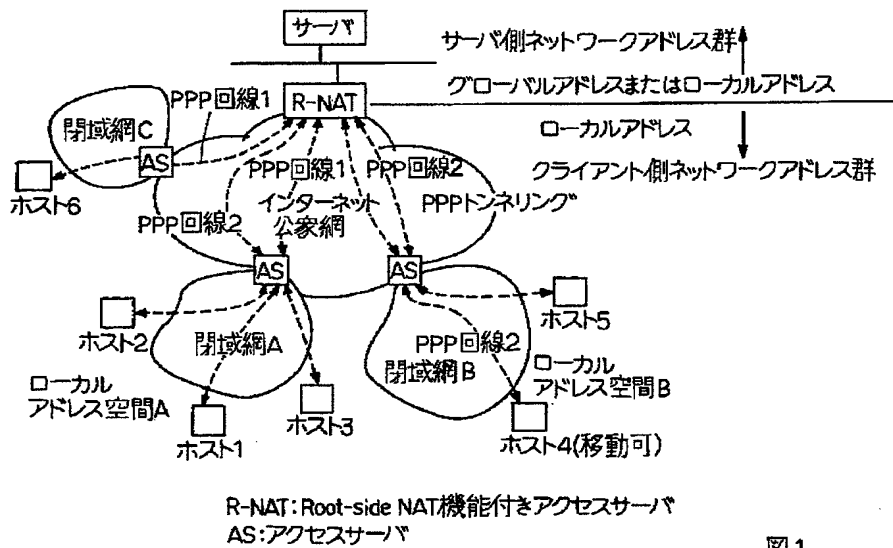 サーバ
サーバ側ネットワークアドレス群
グローバルアドレスまたはローカルアドレス
R-NAT
PPP回線1
ローカルアドレス
クライアント側ネットワークアドレス群
閉域網C
AS
ホスト6
PPP回線1
PPP回線2
PPP回線2
インターネット
公衆網
PPPトンネリング
AS
AS
ホスト2
閉域網A
ホスト5
PPP回線2
閉域網B
ローカル
アドレス空間A
ローカル
アドレス空間B
ホスト1
ホスト3
ホスト4(移動可)
R-NAT:Root-side NAT機能付きアクセスサーバ
AS:アクセスサーバ
図1